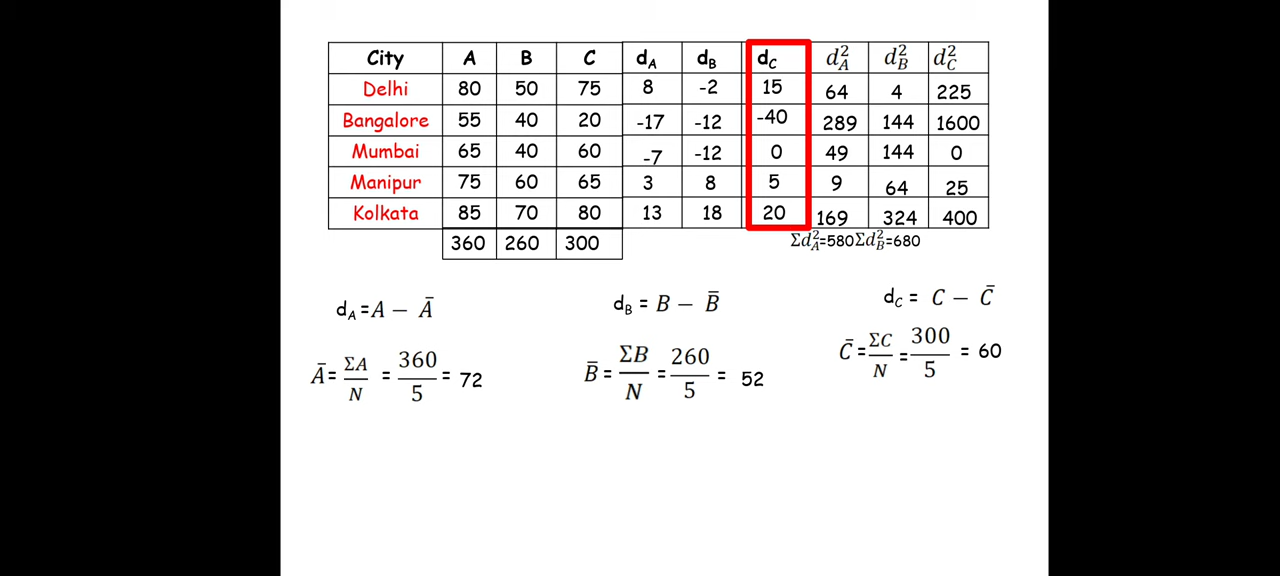 City A B C dA dB dC d²A d²B d²C
Delhi 80 50 75 8 -2 15 64 4 225
Bangalore 55 40 20 -17 -12 -40 289 144 1600
Mumbai 65 40 60 -7 -12 0 49 144 0
Manipur 75 60 65 3 8 5 9 64 25
Kolkata 85 70 80 13 18 20 169 324 400
360 260 300 Σd²A=580 Σd²B=680
dA =A − Ā dB = B − B̄ dC = C − C̄
Ā= ΣA/N = 360/5 = 72 B̄ = ΣB/N = 260/5 = 52 C̄ = ΣC/N = 300/5 = 60